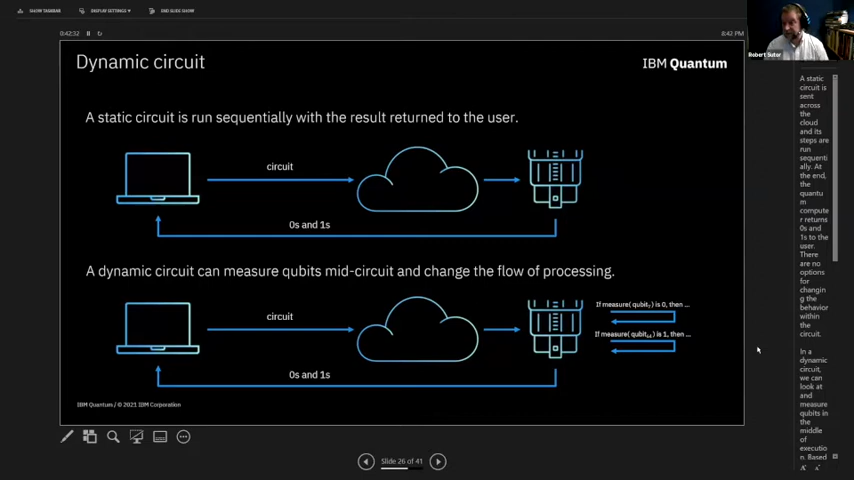 SHOW TASKBAR
DISPLAY SETTINGS ▾
END SLIDE SHOW
0:42:32
8:42 PM
Robert Sutor
Dynamic circuit
IBM Quantum
A static circuit is run sequentially with the result returned to the user.
circuit
0s and 1s
A dynamic circuit can measure qubits mid-circuit and change the flow of processing.
circuit
If measure( qubit₇) is 0, then ...
If measure( qubit
) is 1, then ...
0s and 1s
IBM Quantum / © 2021 IBM Corporation
Slide 26 of 41
A static
circuit is
sent
across
the
cloud
and its
steps are
run
sequenti
ally. At
the end,
the
quantu
m
compute
r returns
0s and
1s to the
user.
There
are no
options
for
changin
g the
behavior
within
the
circuit.
In a
dynamic
circuit,
we can
look at
and
measure
qubits in
the
middle
of
executio
n. Based